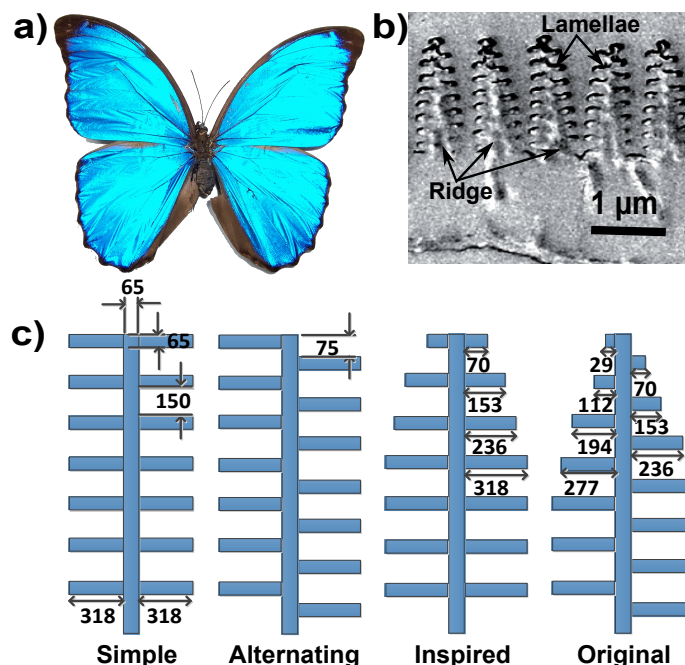 a)
b)
Lamellae
Ridge
1 μm
c)
65
65
75
150
70
29
70
153
112
153
236
194
236
318
277
318
318
Simple
Alternating
Inspired
Original